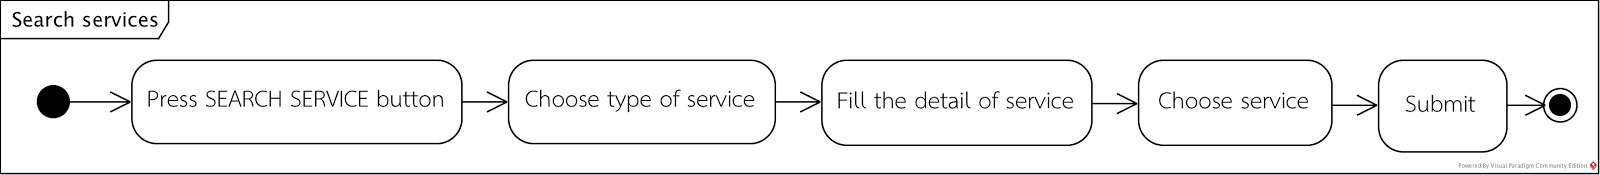 Search services
Press SEARCH SERVICE button
Choose type of service
Fill the detail of service
Choose service
Submit
Powered By Visual Paradigm Community Edition